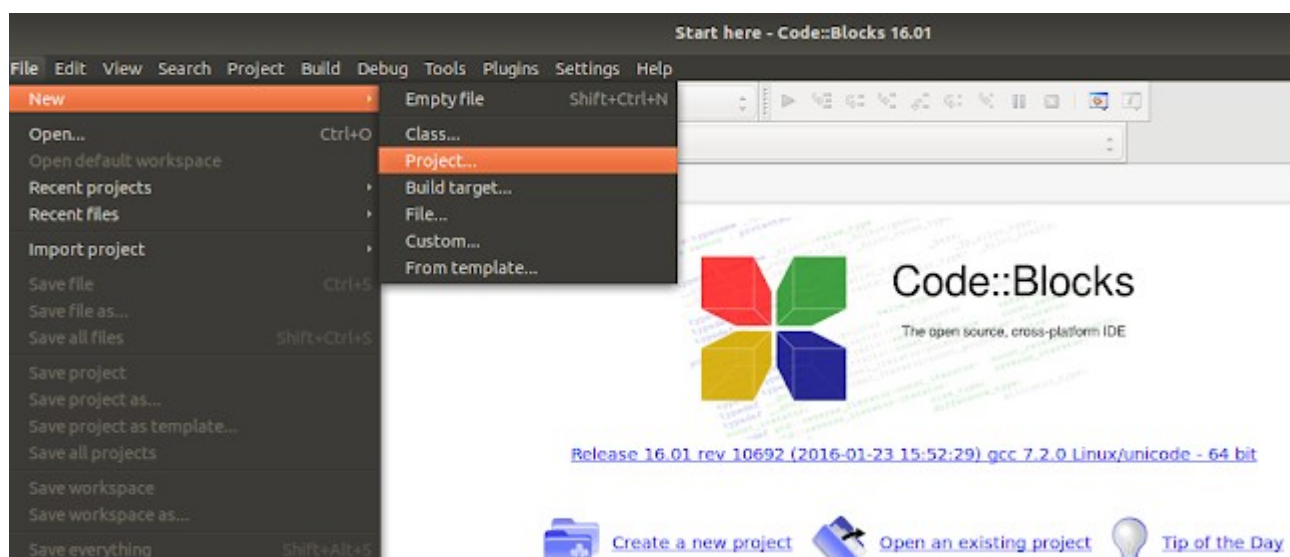 Start here - Code::Blocks 16.01
File Edit View Search Project Build Debug Tools Plugins Settings Help
New
Open... Ctrl+O
Open default workspace
Recent projects
Recent files
Import project
Save file Ctrl+S
Save file as...
Save all files Shift+Ctrl+S
Save project
Save project as...
Save project as template...
Save all projects
Save workspace
Save workspace as...
Save everything Shift+Alt+S
Empty file Shift+Ctrl+N
Class...
Project...
Build target...
File...
Custom...
From template...
Code::Blocks
The open source, cross-platform IDE
Release 16.01 rev 10692 (2016-01-23 15:52:29) gcc 7.2.0 Linux/unicode - 64 bit
Create a new project Open an existing project Tip of the Day